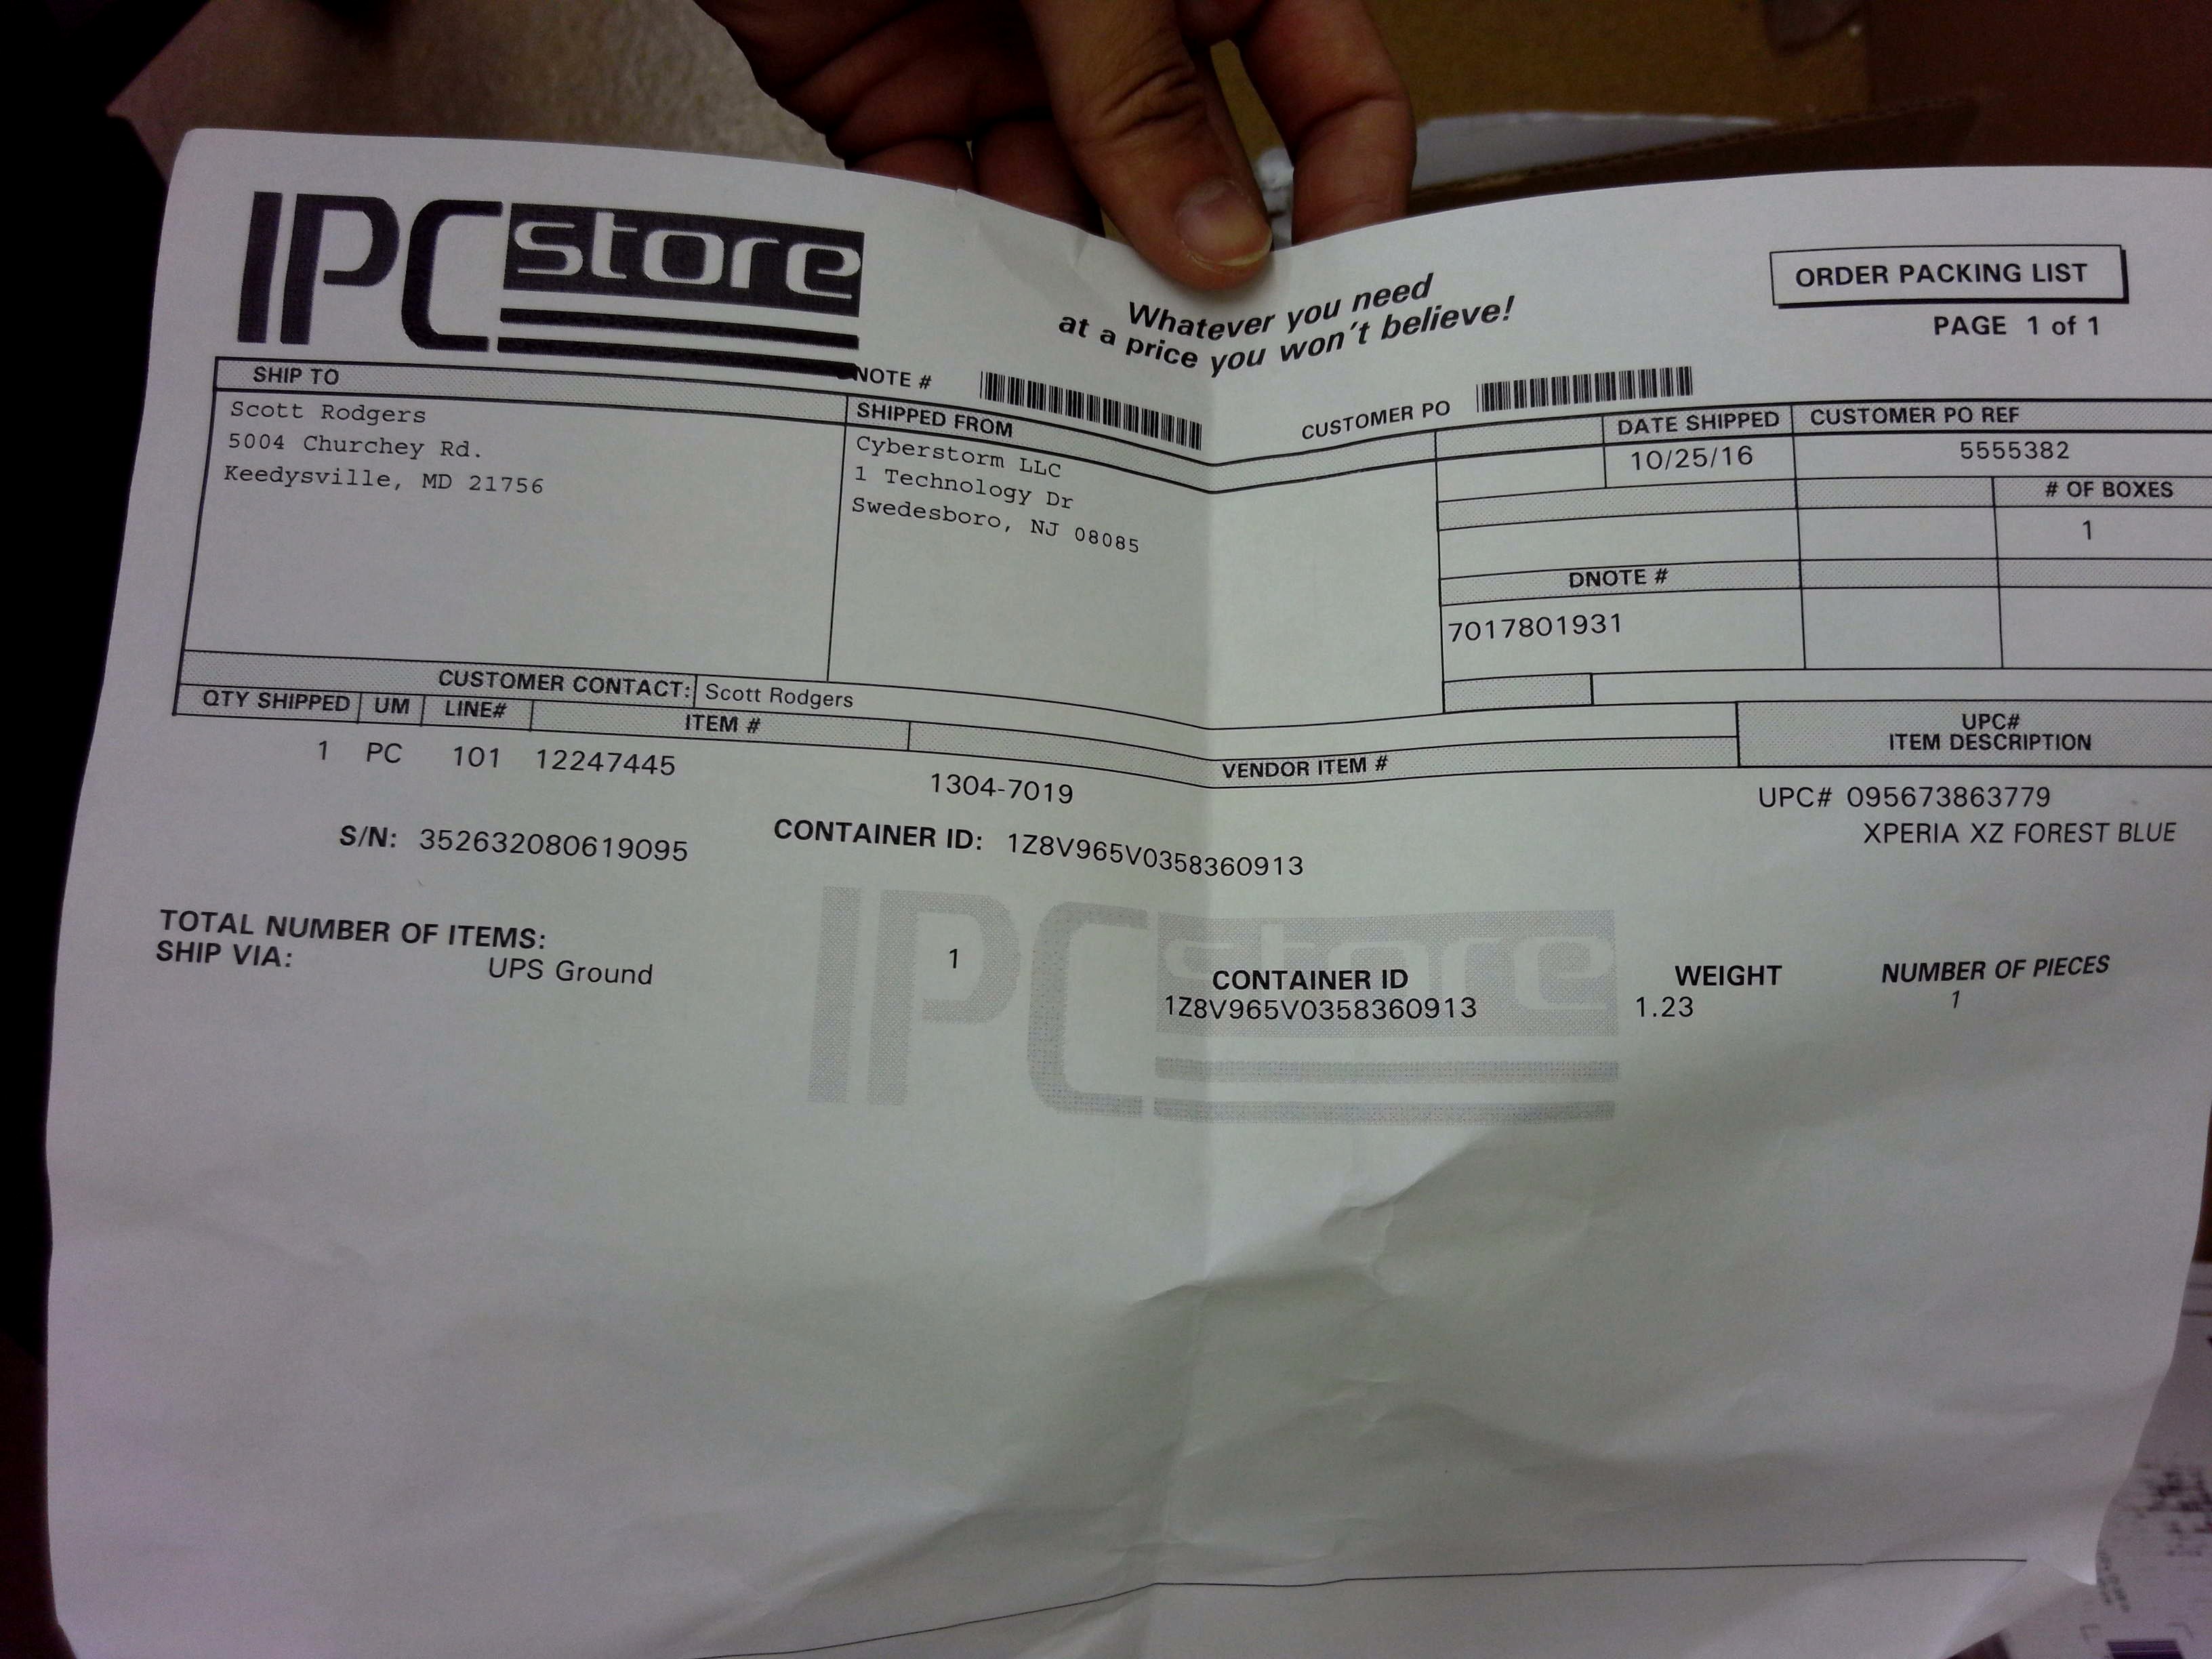 IPC store
Whatever you need
at a price you won't believe!
ORDER PACKING LIST
PAGE 1 of 1
NOTE #
CUSTOMER PO
SHIP TO
Scott Rodgers
5004 Churchey Rd.
Keedysville, MD 21756
SHIPPED FROM
Cyberstorm LLC
1 Technology Dr
Swedesboro, NJ 08085
DATE SHIPPED
10/25/16
CUSTOMER PO REF
5555382
# OF BOXES
1
DNOTE #
7017801931
CUSTOMER CONTACT: Scott Rodgers
QTY SHIPPED UM LINE# ITEM # VENDOR ITEM # UPC#
ITEM DESCRIPTION
1 PC 101 12247445 1304-7019 UPC# 095673863779
XPERIA XZ FOREST BLUE
S/N: 352632080619095 CONTAINER ID: 1Z8V965V0358360913
TOTAL NUMBER OF ITEMS: 1
SHIP VIA: UPS Ground
CONTAINER ID WEIGHT NUMBER OF PIECES
1Z8V965V0358360913 1.23 1
IPC store